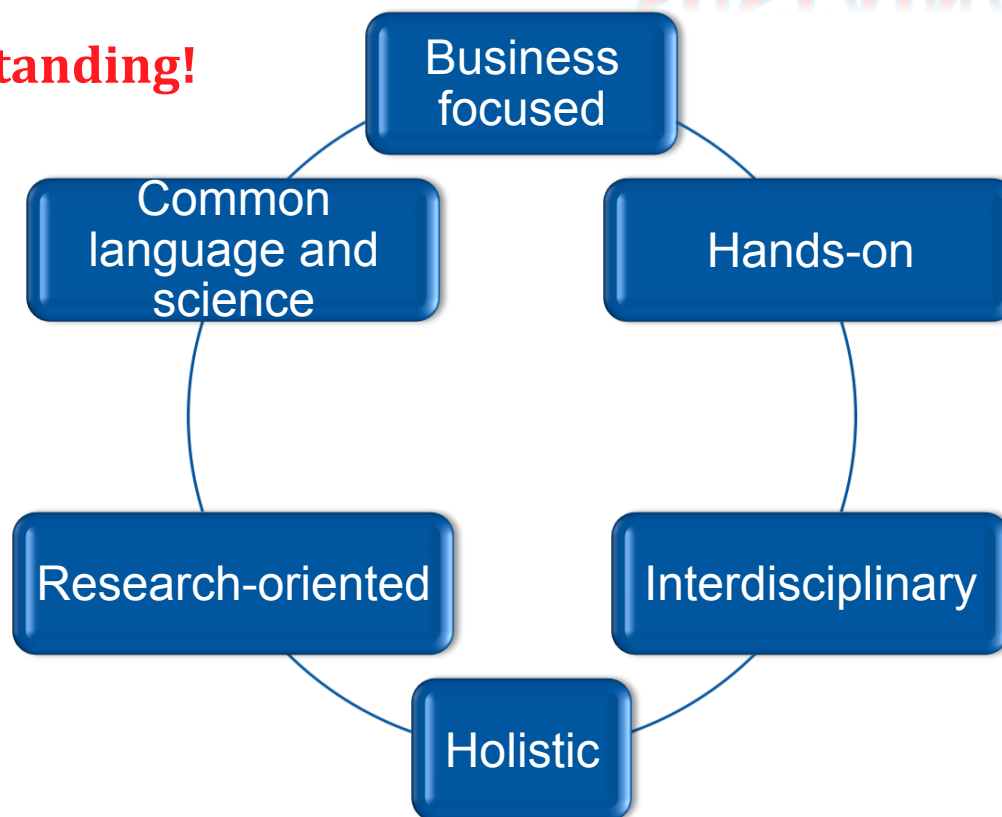 tanding!
Business
focused
Common
language and
science
Hands-on
Research-oriented
Interdisciplinary
Holistic